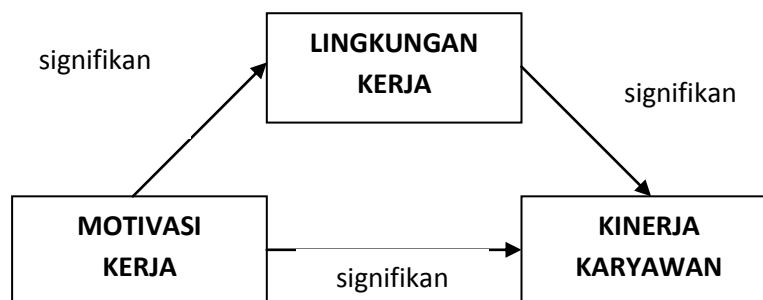 signifikan
LINGKUNGAN
KERJA
signifikan
MOTIVASI
KERJA
signifikan
KINERJA
KARYAWAN